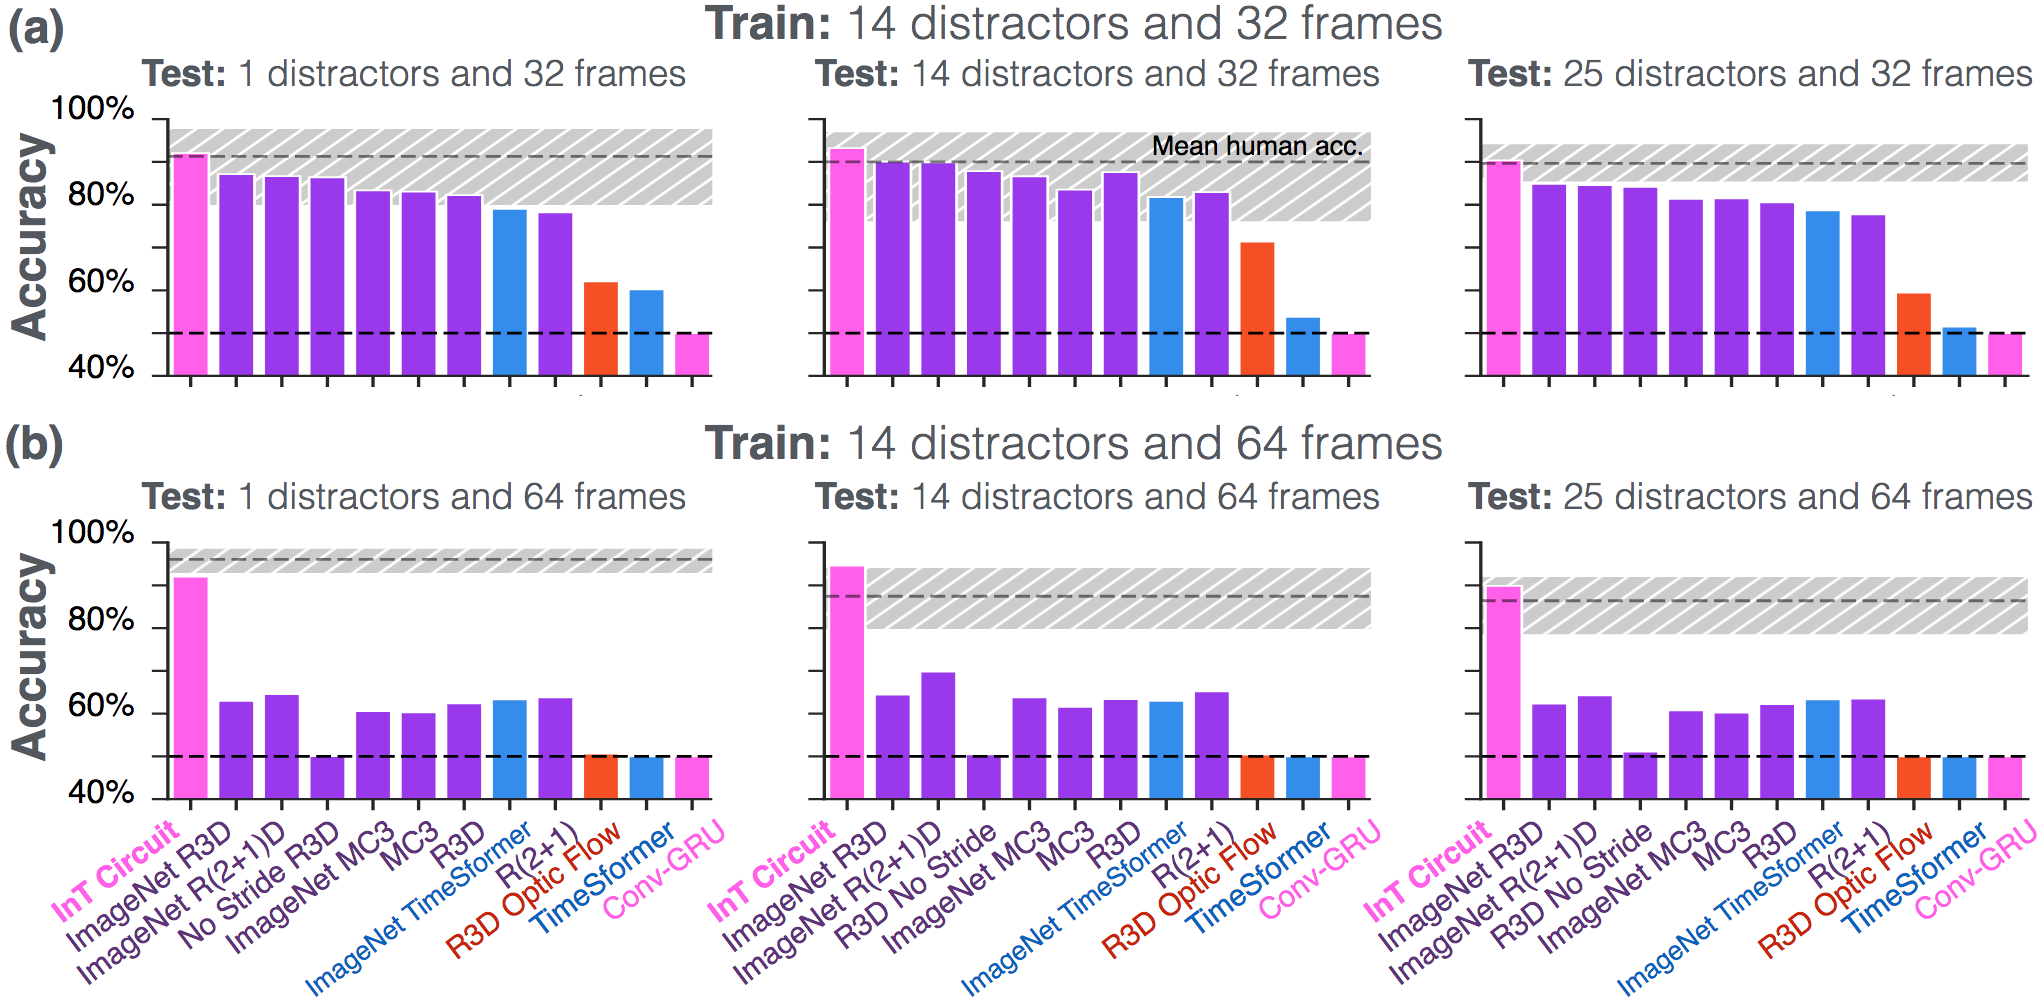 (a)
Train: 14 distractors and 32 frames
Test: 1 distractors and 32 frames
Test: 14 distractors and 32 frames
Test: 25 distractors and 32 frames
Accuracy
100%
80%
60%
40%
Mean human acc.
(b)
Train: 14 distractors and 64 frames
Test: 1 distractors and 64 frames
Test: 14 distractors and 64 frames
Test: 25 distractors and 64 frames
Accuracy
100%
80%
60%
40%
InT Circuit
ImageNet R3D
ImageNet R(2+1)D
No Stride R3D
ImageNet MC3
MC3
R3D
ImageNet TimeSformer
R(2+1)
R3D Optic Flow
TimeSformer
Conv-GRU
InT Circuit
ImageNet R3D
ImageNet R(2+1)D
R3D No Stride
ImageNet MC3
MC3
R3D
ImageNet TimeSformer
R(2+1)
R3D Optic Flow
TimeSformer
Conv-GRU
InT Circuit
ImageNet R3D
ImageNet R(2+1)D
R3D No Stride
ImageNet MC3
MC3
R3D
ImageNet TimeSformer
R(2+1)
R3D Optic Flow
TimeSformer
Conv-GRU